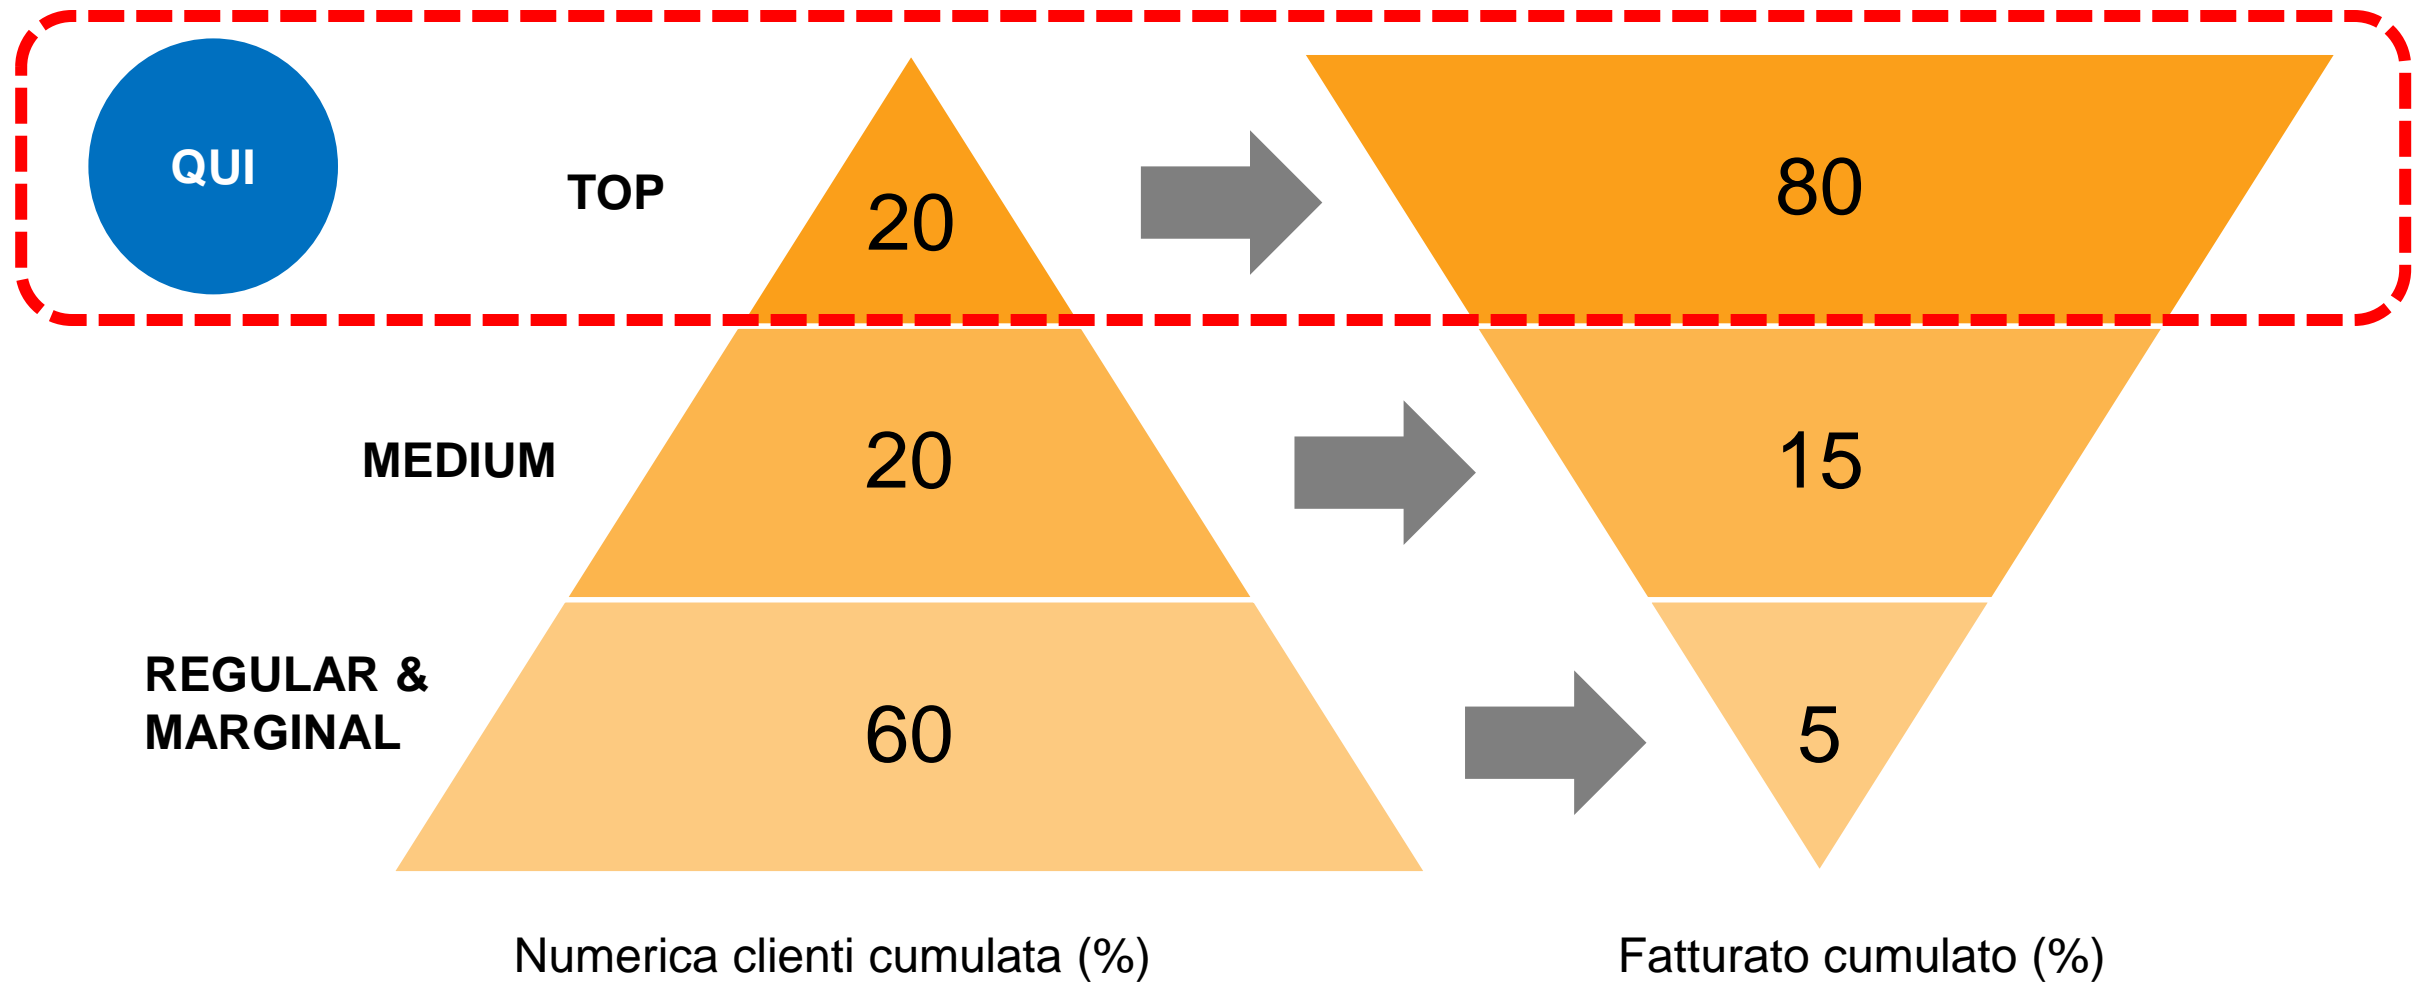 QUI
TOP
20
80
MEDIUM
20
15
REGULAR &
MARGINAL
60
5
Numerica clienti cumulata (%)
Fatturato cumulato (%)